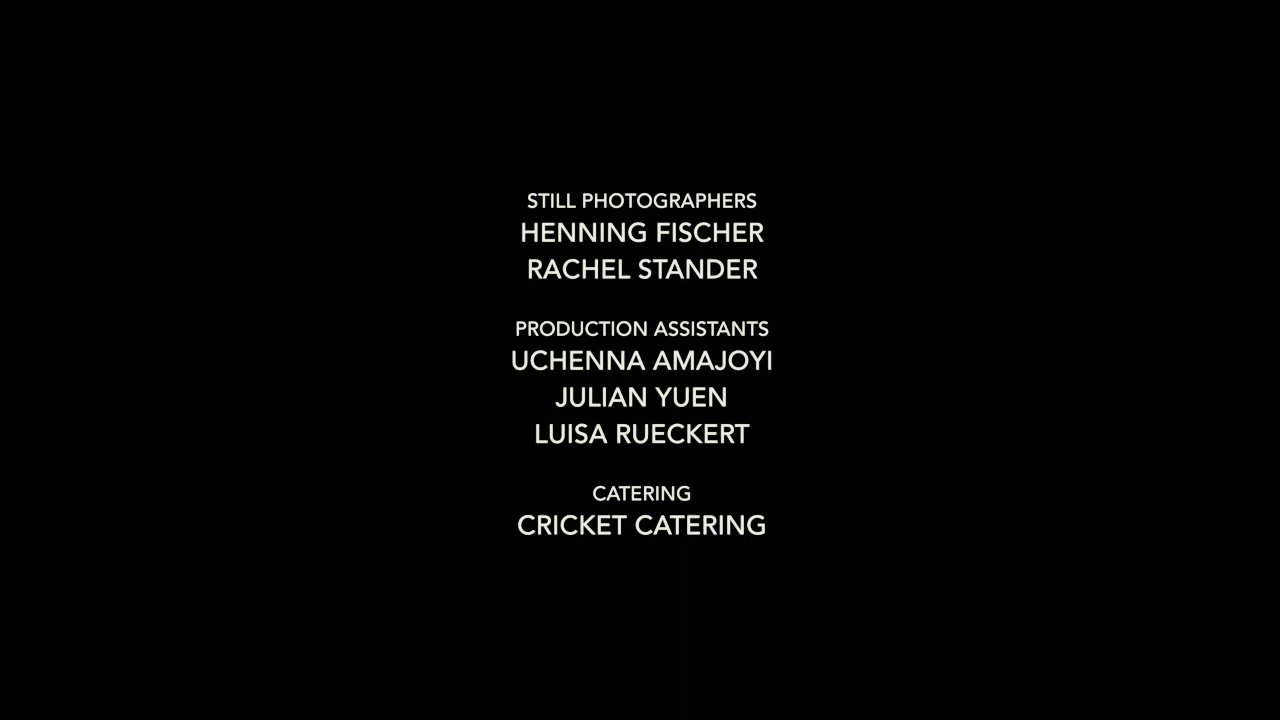 STILL PHOTOGRAPHERS
HENNING FISCHER
RACHEL STANDER
PRODUCTION ASSISTANTS
UCHENNA AMAJOYI
JULIAN YUEN
LUISA RUECKERT
CATERING
CRICKET CATERING